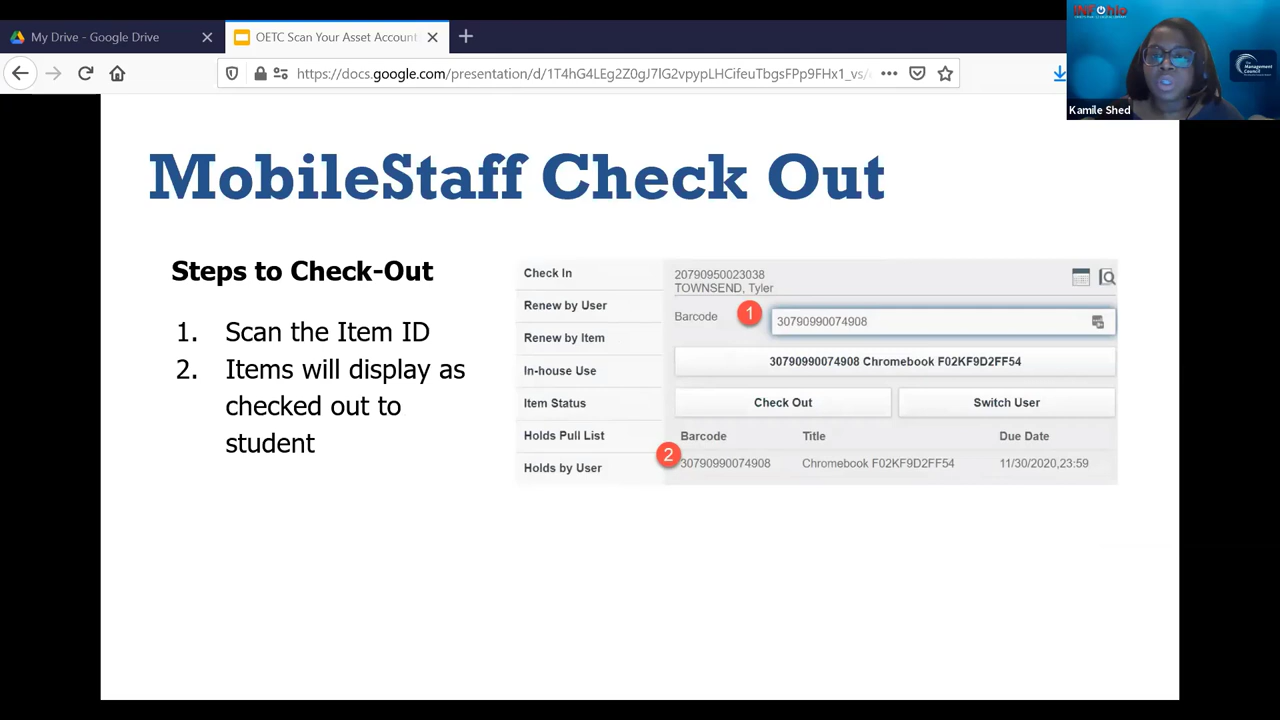 My Drive - Google Drive
OETC Scan Your Asset Account
https://docs.google.com/presentation/d/1T4hG4LEg2Z0gJ7lG2vpypLHCifeuTbgsFPp9FHx1_vs/
INFOhio
The Management Council
Kamile Shed
MobileStaff Check Out
Steps to Check-Out
1. Scan the Item ID
2. Items will display as
checked out to
student
Check In
Renew by User
Renew by Item
In-house Use
Item Status
Holds Pull List
Holds by User
20790950023038
TOWNSEND, Tyler
Barcode
1
30790990074908
30790990074908 Chromebook F02KF9D2FF54
Check Out
Switch User
Barcode Title Due Date
2
30790990074908 Chromebook F02KF9D2FF54 11/30/2020,23:59